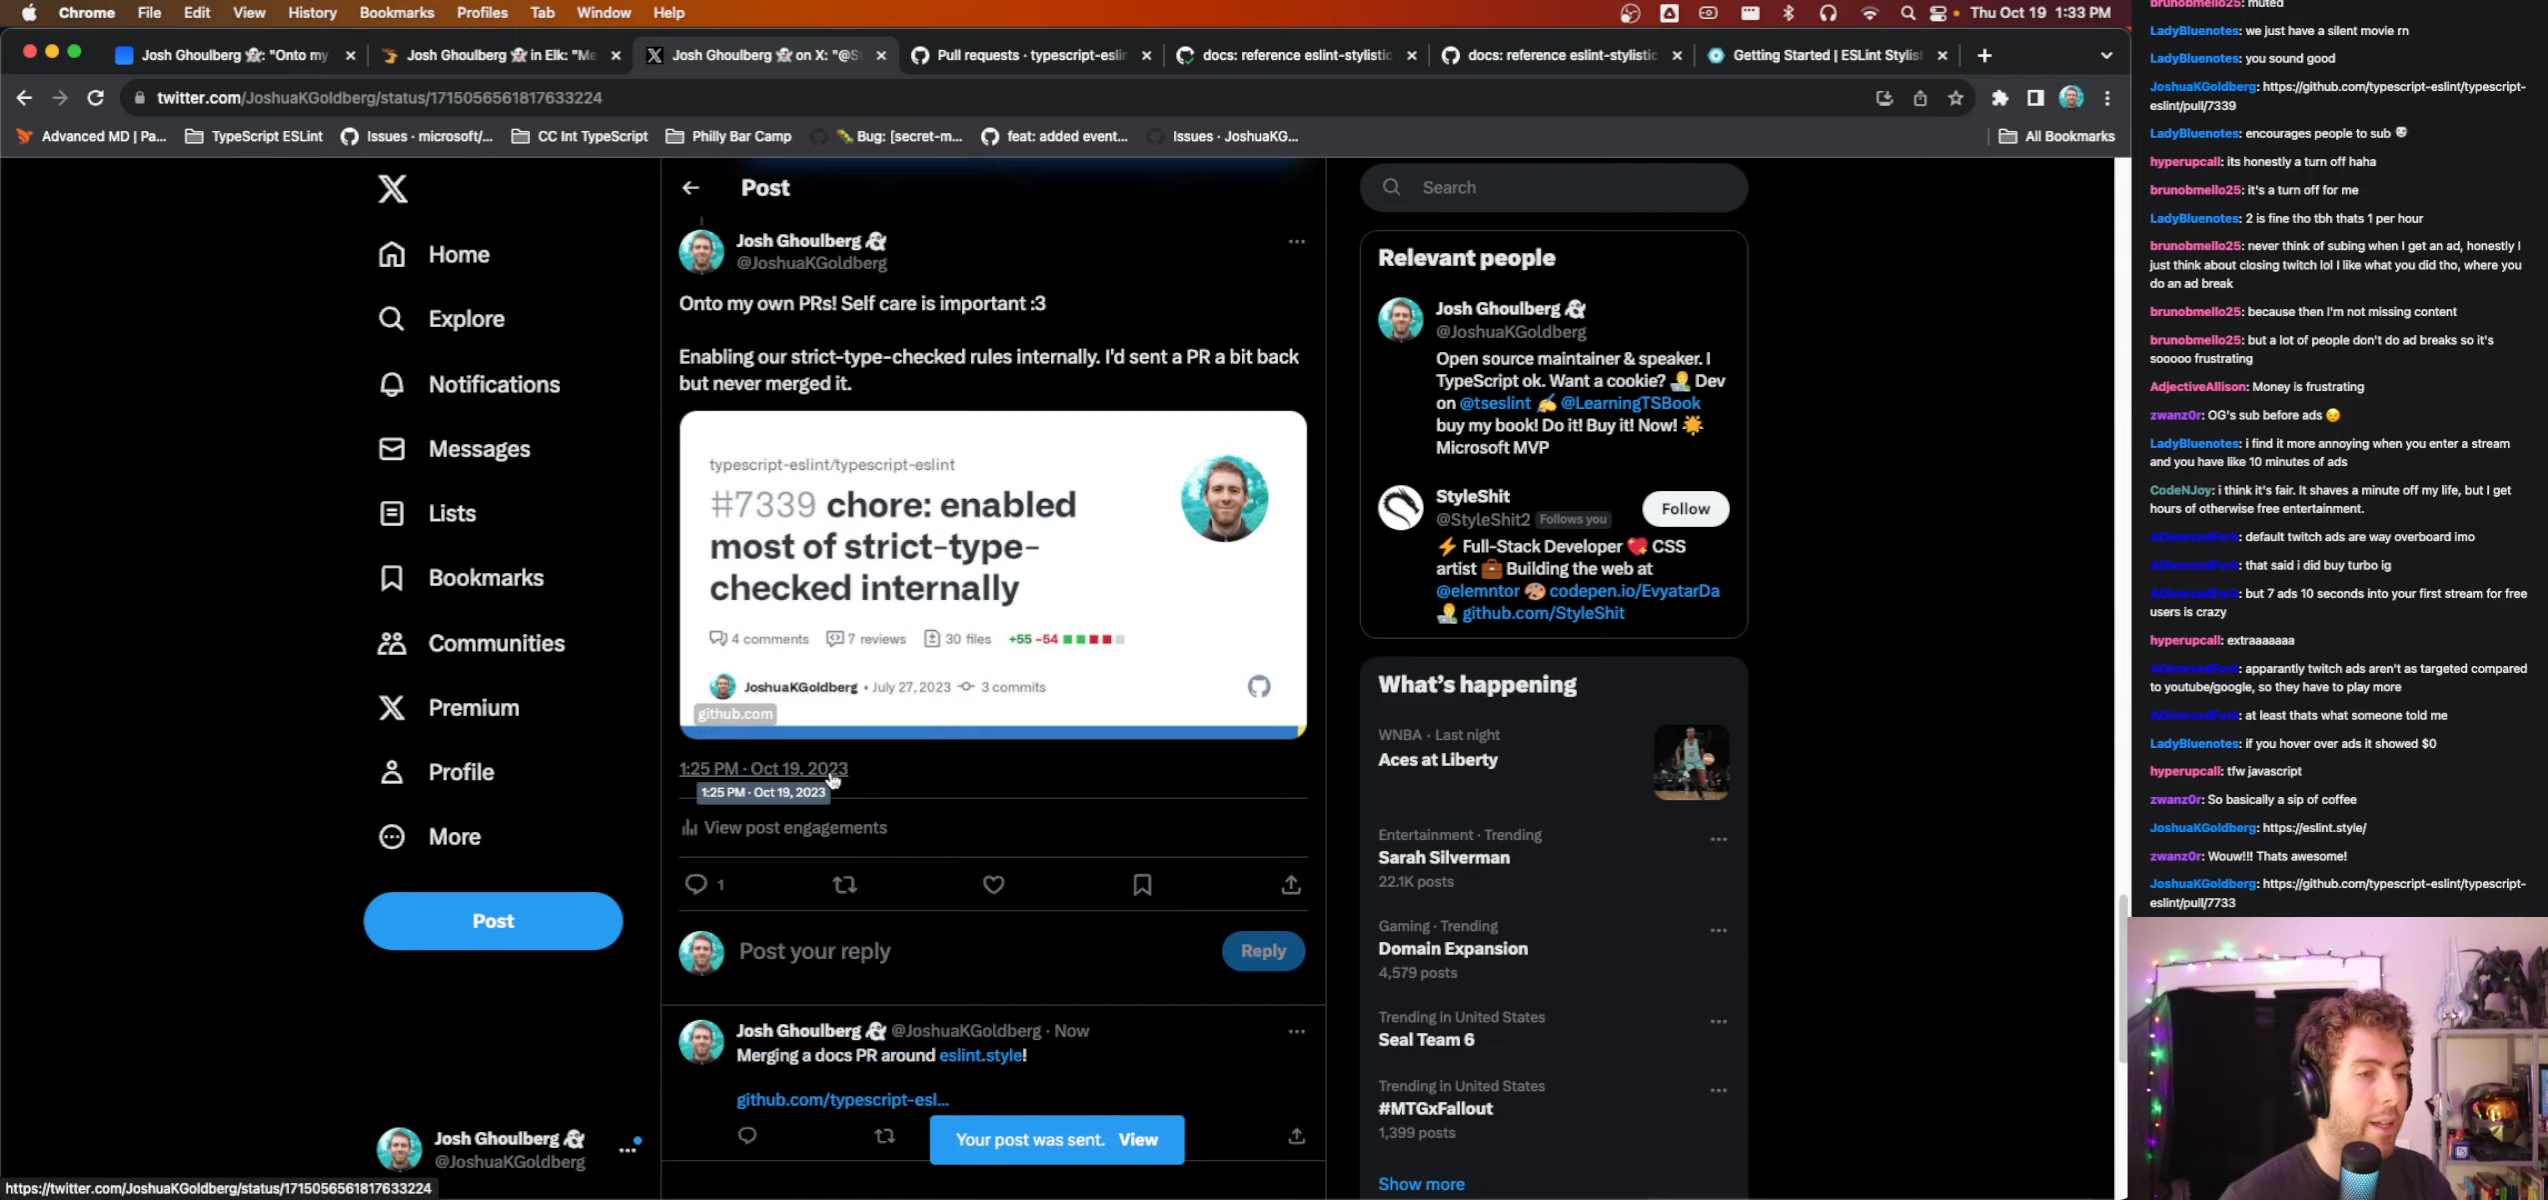 Chrome File Edit View History Bookmarks Profiles Tab Window Help
Thu Oct 19 1:33 PM
Josh Ghoulberg 👻: "Onto my
Josh Ghoulberg 👻 in Elk: "Me
Josh Ghoulberg 👻 on X: "@St
Pull requests · typescript-eslin
docs: reference eslint-stylistic
docs: reference eslint-stylistic
Getting Started | ESLint Stylist
twitter.com/JoshuaKGoldberg/status/1715056561817633224
Advanced MD | Pa...
TypeScript ESLint
Issues · microsoft/...
CC Int TypeScript
Philly Bar Camp
🐛 Bug: [secret-m...
feat: added event...
Issues · JoshuaKG...
All Bookmarks
Home
Explore
Notifications
Messages
Lists
Bookmarks
Communities
Premium
Profile
More
Post
Josh Ghoulberg 👻
@JoshuaKGoldberg
https://twitter.com/JoshuaKGoldberg/status/1715056561817633224
Post
Josh Ghoulberg 👻
@JoshuaKGoldberg
Onto my own PRs! Self care is important :3
Enabling our strict-type-checked rules internally. I'd sent a PR a bit back
but never merged it.
typescript-eslint/typescript-eslint
#7339 chore: enabled
most of strict-type-
checked internally
4 comments 7 reviews 30 files +55 -54
JoshuaKGoldberg • July 27, 2023 3 commits
github.com
1:25 PM · Oct 19, 2023
1:25 PM · Oct 19, 2023
View post engagements
1
Post your reply
Reply
Josh Ghoulberg 👻 @JoshuaKGoldberg · Now
Merging a docs PR around eslint.style!
github.com/typescript-esl...
Your post was sent. View
Search
Relevant people
Josh Ghoulberg 👻
@JoshuaKGoldberg
Open source maintainer & speaker. I
TypeScript ok. Want a cookie? 👨‍💻 Dev
on @tseslint ✍️ @LearningTSBook
buy my book! Do it! Buy it! Now! 🌟
Microsoft MVP
StyleShit
@StyleShit2 Follows you
Follow
⚡ Full-Stack Developer 💖 CSS
artist 💼 Building the web at
@elemntor 🎨 codepen.io/EvyatarDa
👨‍💻 github.com/StyleShit
What's happening
WNBA · Last night
Aces at Liberty
Entertainment · Trending
Sarah Silverman
22.1K posts
Gaming · Trending
Domain Expansion
4,579 posts
Trending in United States
Seal Team 6
Trending in United States
#MTGxFallout
1,399 posts
Show more
brunobmello25: muted
LadyBluenotes: we just have a silent movie rn
LadyBluenotes: you sound good
JoshuaKGoldberg: https://github.com/typescript-eslint/typescript-
eslint/pull/7339
LadyBluenotes: encourages people to sub
hyperupcall: its honestly a turn off haha
brunobmello25: it's a turn off for me
LadyBluenotes: 2 is fine tho tbh thats 1 per hour
brunobmello25: never think of subing when I get an ad, honestly I
just think about closing twitch lol I like what you did tho, where you
do an ad break
brunobmello25: because then I'm not missing content
brunobmello25: but a lot of people don't do ad breaks so it's
sooooo frustrating
AdjectiveAllison: Money is frustrating
zwanz0r: OG's sub before ads 😉
LadyBluenotes: i find it more annoying when you enter a stream
and you have like 10 minutes of ads
CodeNJoy: i think it's fair. It shaves a minute off my life, but I get
hours of otherwise free entertainment.
ADivorcedFork: default twitch ads are way overboard imo
ADivorcedFork: that said i did buy turbo ig
ADivorcedFork: but 7 ads 10 seconds into your first stream for free
users is crazy
hyperupcall: extraaaaaaa
ADivorcedFork: apparantly twitch ads aren't as targeted compared
to youtube/google, so they have to play more
ADivorcedFork: at least thats what someone told me
LadyBluenotes: if you hover over ads it showed $0
hyperupcall: tfw javascript
zwanz0r: So basically a sip of coffee
JoshuaKGoldberg: https://eslint.style/
zwanz0r: Wouw!!! Thats awesome!
JoshuaKGoldberg: https://github.com/typescript-eslint/typescript-
eslint/pull/7733